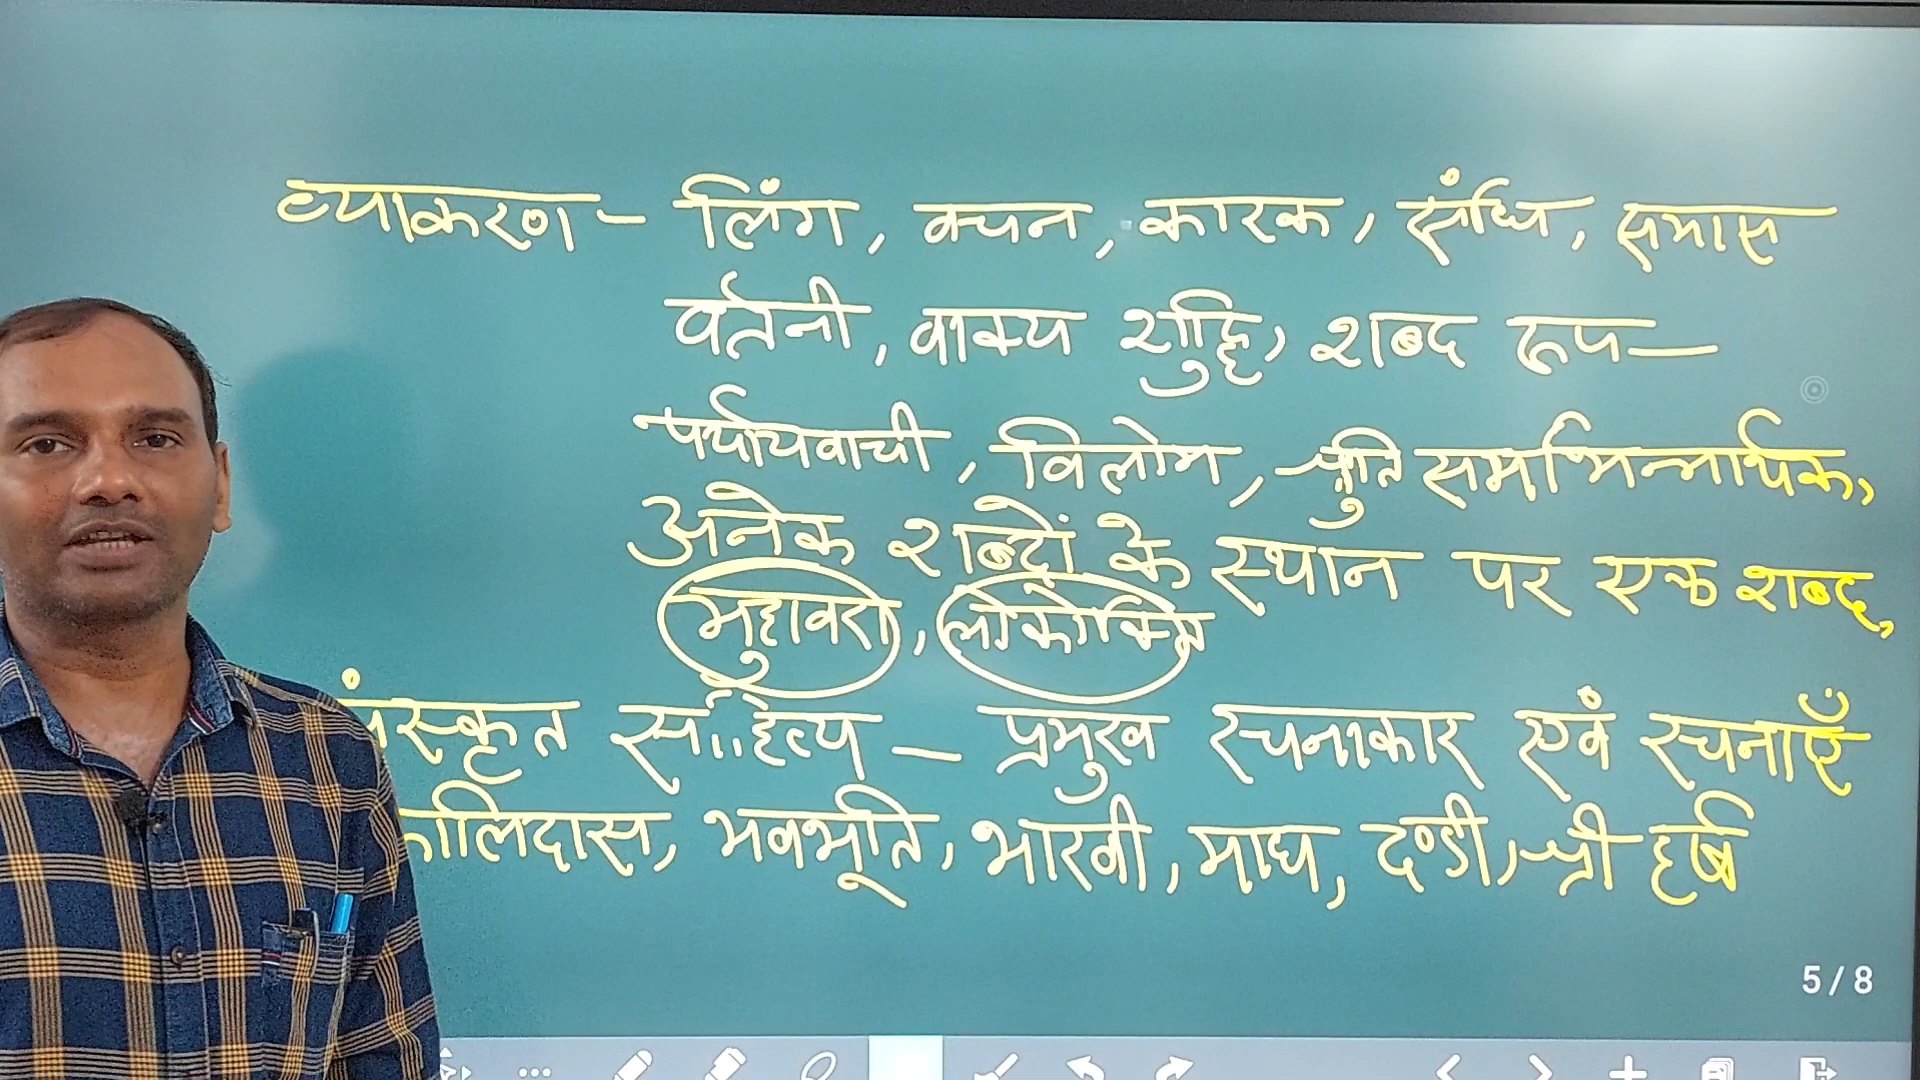 व्याकरण - लिंग, वचन, कारक, संधि, समास
वर्तनी, वाक्य शुद्धि, शब्द रूप—
पर्यायवाची, विलोम, श्रुति समभिन्नार्थक,
अनेक शब्दों के स्थान पर एक शब्द,
मुहावरा, लोकोक्ति
संस्कृत साहित्य — प्रमुख रचनाकार एवं रचनाएँ
कालिदास, भवभूति, भारवी, माघ, दण्डी, श्री हर्ष
5/8